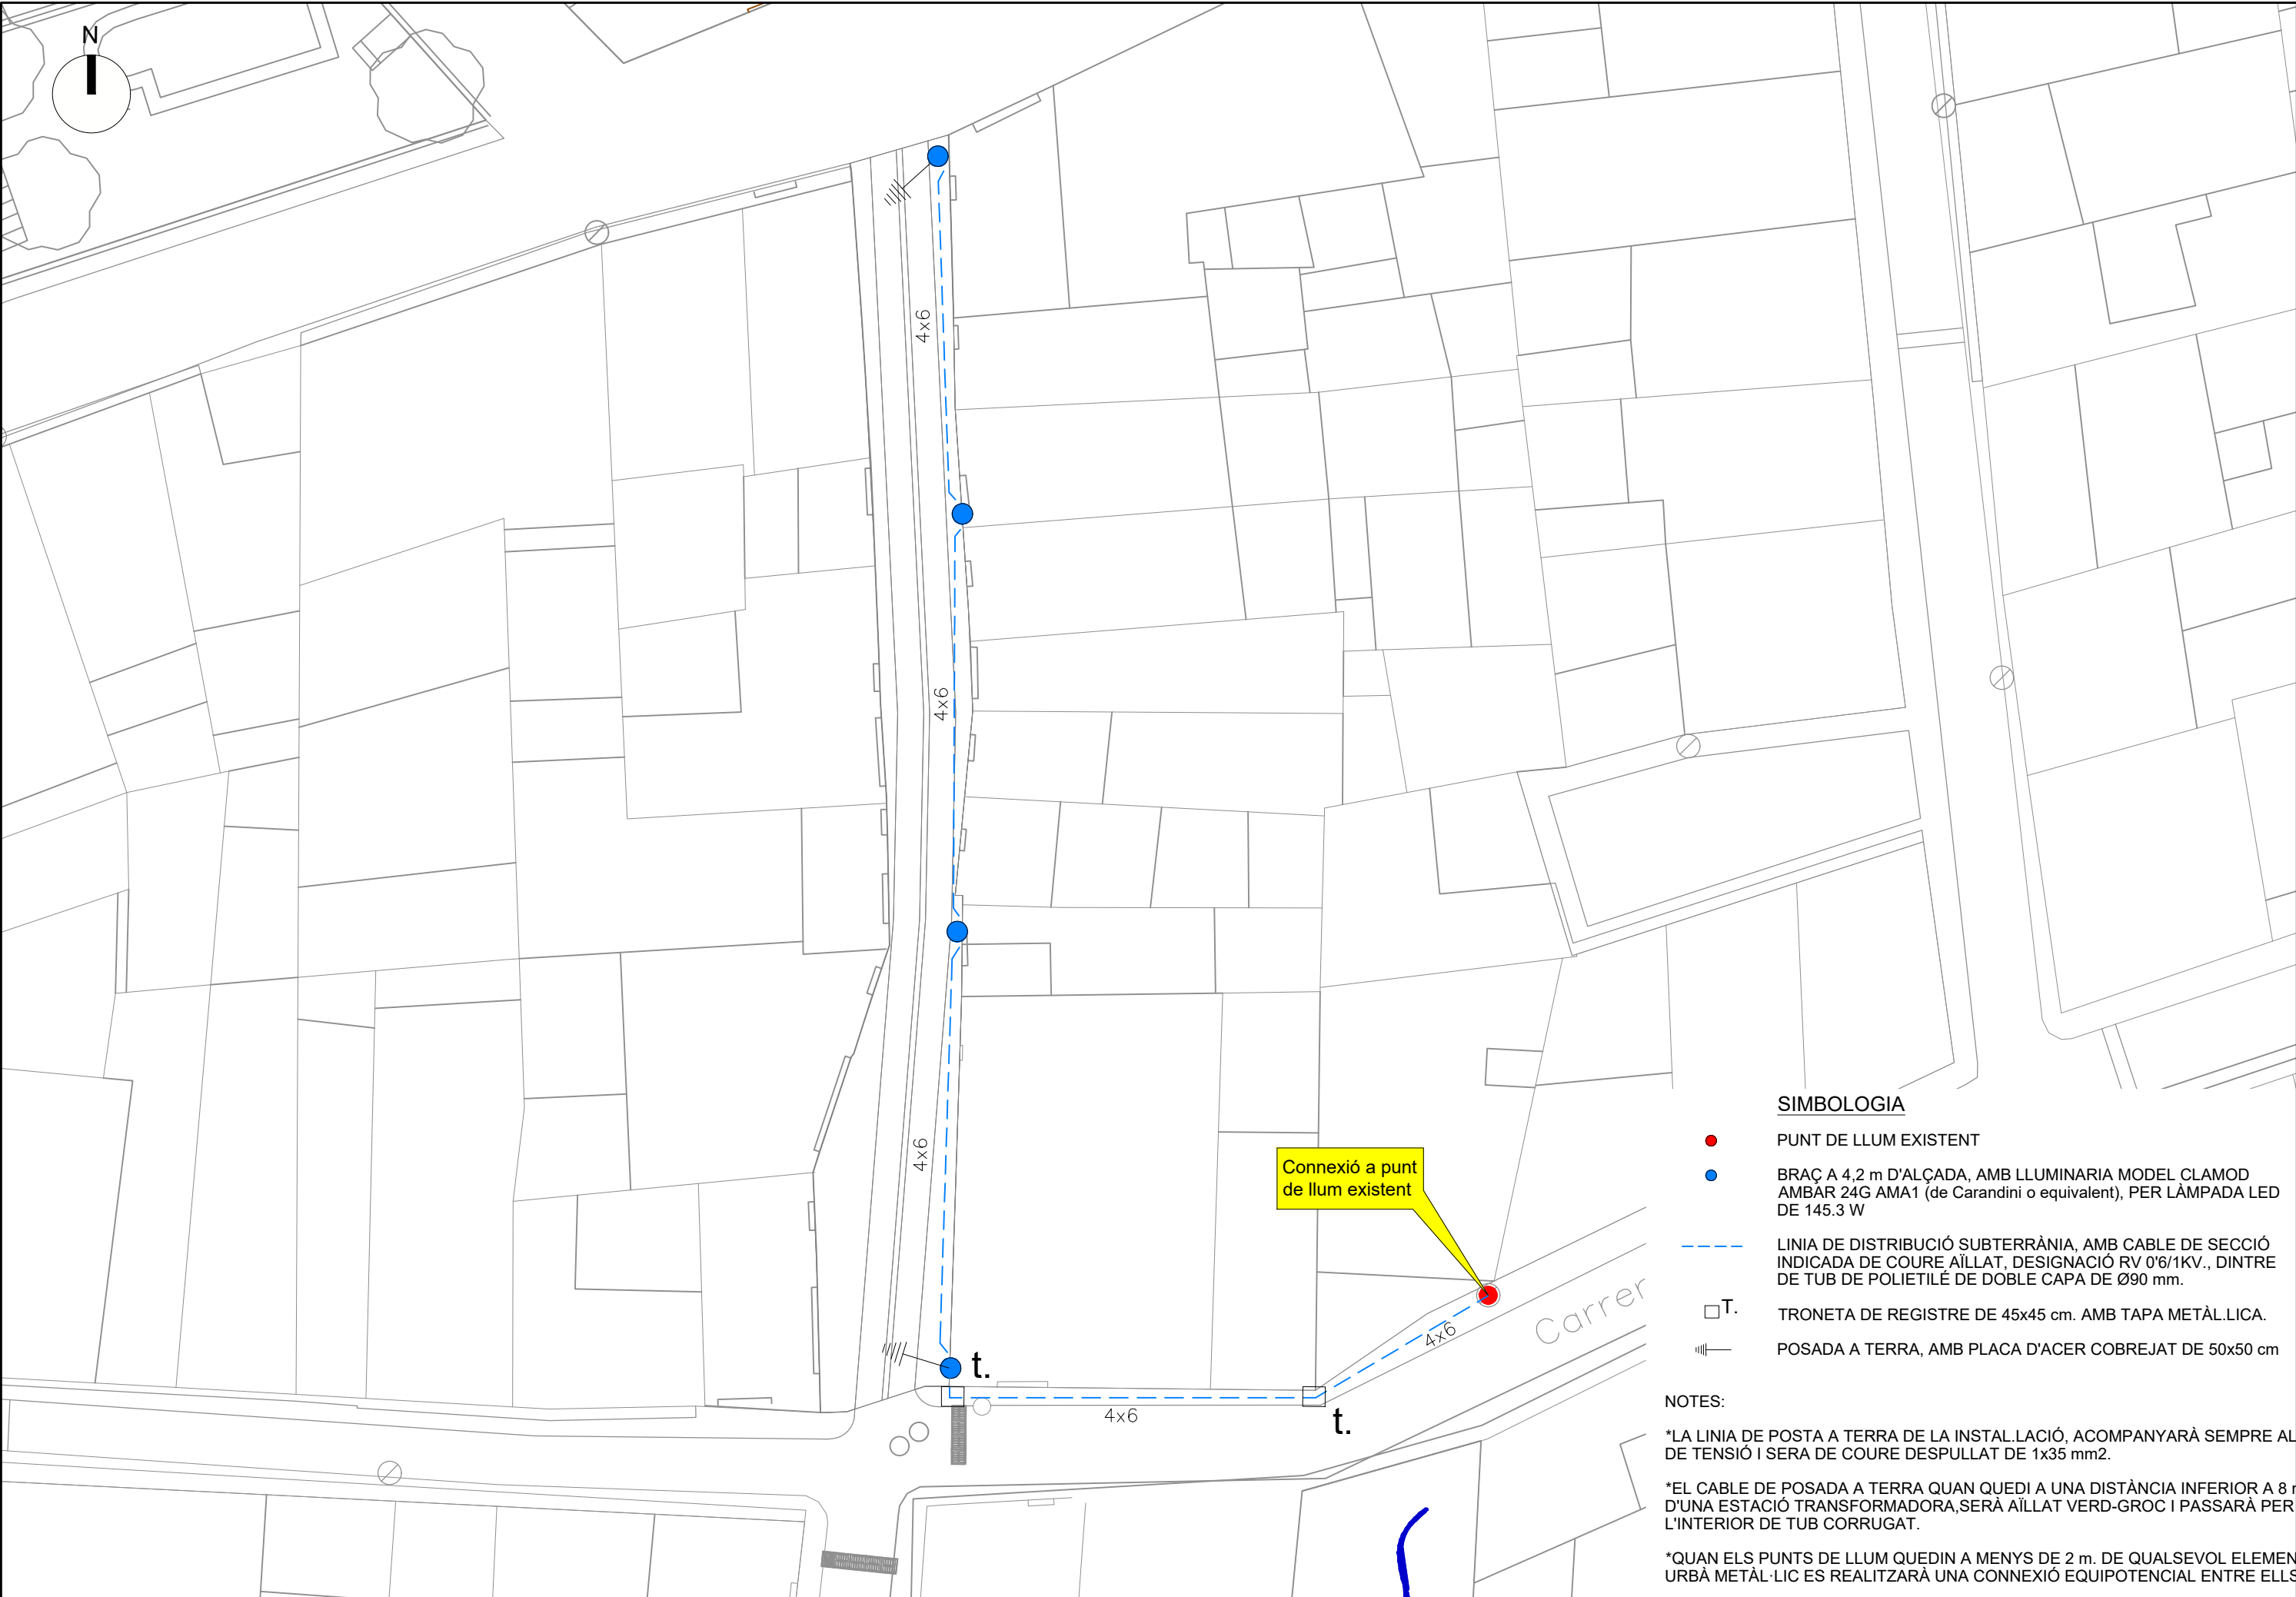 N
4x6
4x6
4x6
t.
4x6
t.
4x6
Carrer
Connexió a punt
de llum existent
SIMBOLOGIA
PUNT DE LLUM EXISTENT
BRAÇ A 4,2 m D'ALÇADA, AMB LLUMINARIA MODEL CLAMOD
AMBAR 24G AMA1 (de Carandini o equivalent), PER LÀMPADA LED
DE 145.3 W
LINIA DE DISTRIBUCIÓ SUBTERRÀNIA, AMB CABLE DE SECCIÓ
INDICADA DE COURE AÏLLAT, DESIGNACIÓ RV 0'6/1KV., DINTRE
DE TUB DE POLIETILÉ DE DOBLE CAPA DE Ø90 mm.
T.
TRONETA DE REGISTRE DE 45x45 cm. AMB TAPA METÀL.LICA.
POSADA A TERRA, AMB PLACA D'ACER COBREJAT DE 50x50 cm
NOTES:
*LA LINIA DE POSTA A TERRA DE LA INSTAL.LACIÓ, ACOMPANYARÀ SEMPRE AL
DE TENSIÓ I SERA DE COURE DESPULLAT DE 1x35 mm2.
*EL CABLE DE POSADA A TERRA QUAN QUEDI A UNA DISTÀNCIA INFERIOR A 8
D'UNA ESTACIÓ TRANSFORMADORA,SERÀ AÏLLAT VERD-GROC I PASSARÀ PER
L'INTERIOR DE TUB CORRUGAT.
*QUAN ELS PUNTS DE LLUM QUEDIN A MENYS DE 2 m. DE QUALSEVOL ELEMEN
URBÀ METÀL·LIC ES REALITZARÀ UNA CONNEXIÓ EQUIPOTENCIAL ENTRE ELLS